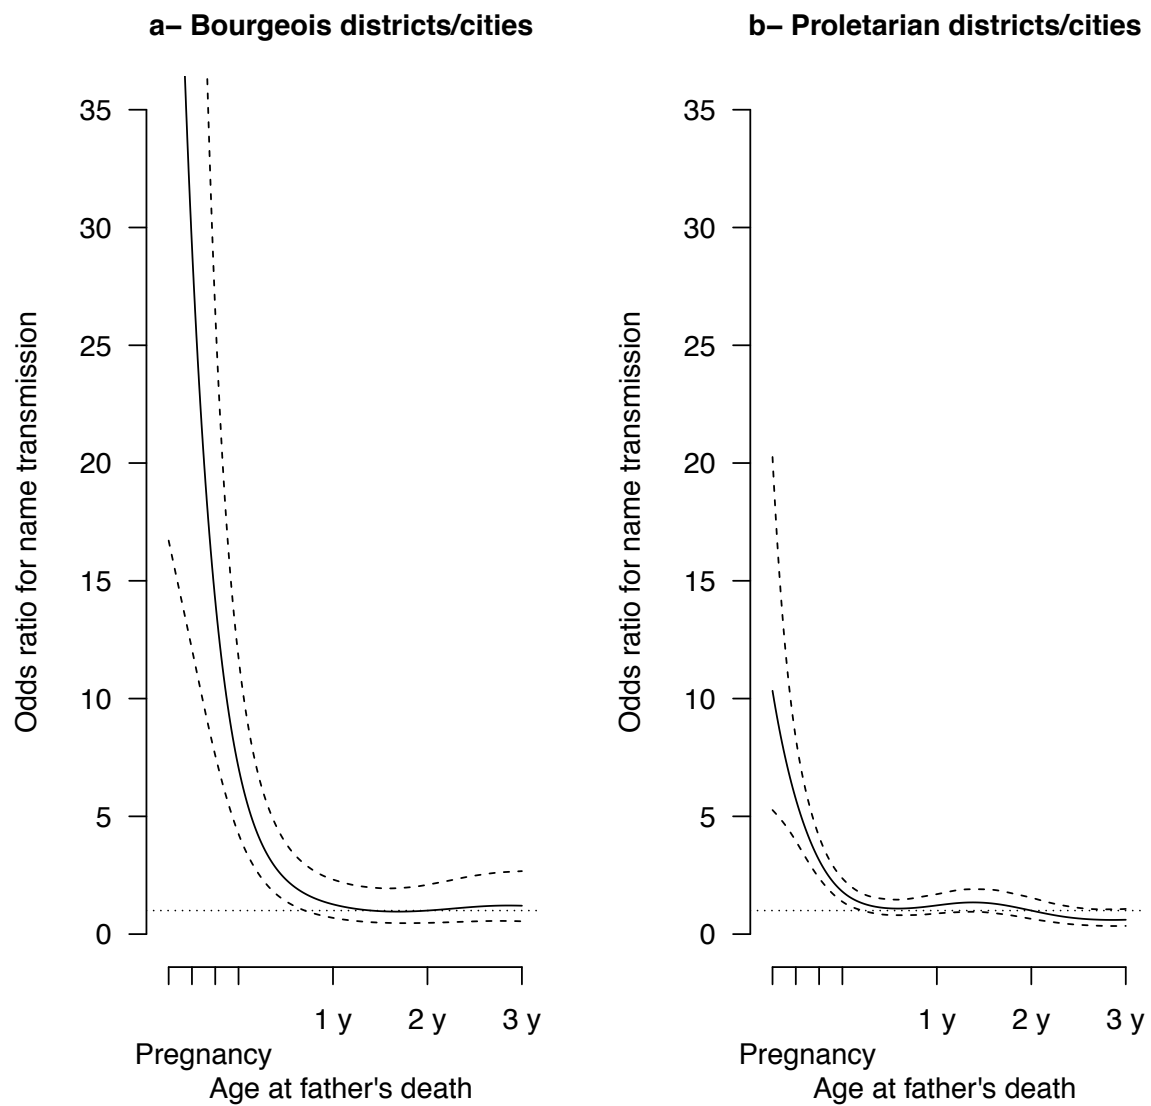 a– Bourgeois districts/cities
Odds ratio for name transmission
35
30
25
20
15
10
5
0
1 y 2 y 3 y
Pregnancy
Age at father's death
b– Proletarian districts/cities
Odds ratio for name transmission
35
30
25
20
15
10
5
0
1 y 2 y 3 y
Pregnancy
Age at father's death